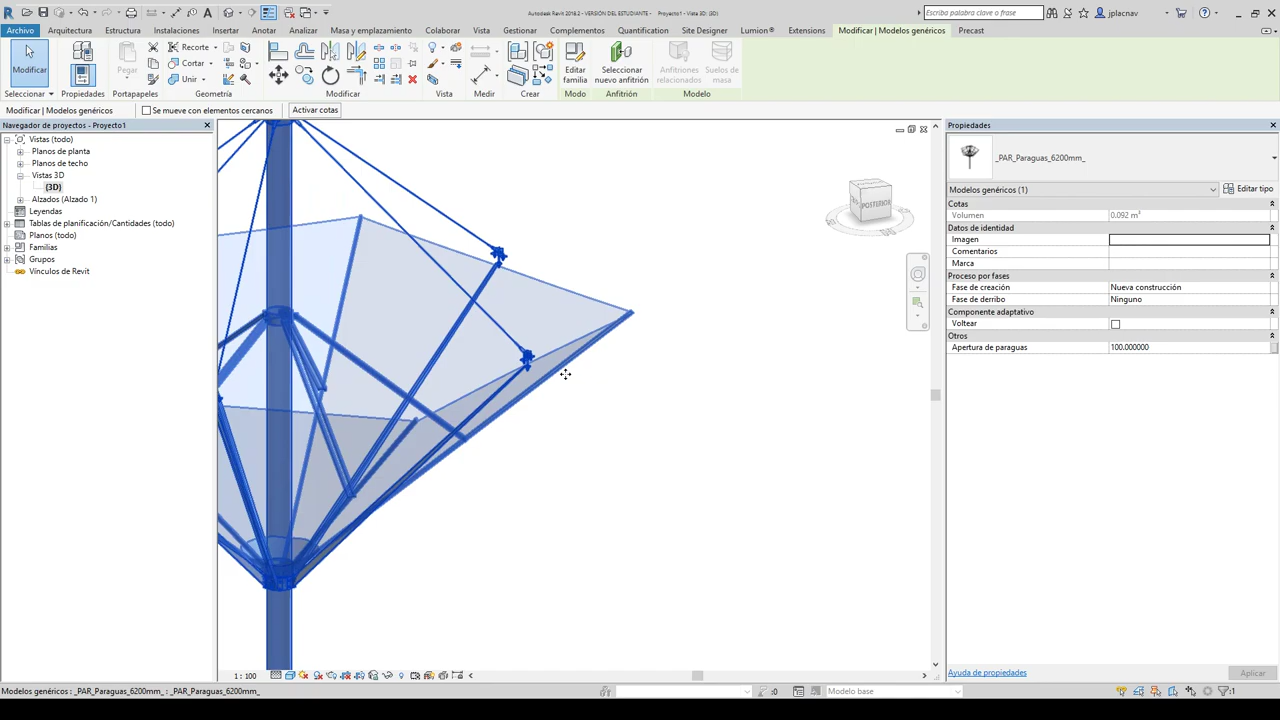 Autodesk Revit 2018.2 - VERSIÓN DEL ESTUDIANTE - Proyecto1 - Vista 3D: {3D}
Escriba palabra clave o frase
jplacnav
Archivo Arquitectura Estructura Instalaciones Insertar Anotar Analizar Masa y emplazamiento Colaborar Vista Gestionar Complementos Quantification Site Designer Lumion® Extensions Modificar | Modelos genéricos Precast
Modificar
Pegar
Recorte
Cortar
Unir
Editar familia
Seleccionar nuevo anfitrión
Anfitriones relacionados
Suelos de masa
Seleccionar Propiedades Portapapeles Geometría Modificar Vista Medir Crear Modo Anfitrión Modelo
Modificar | Modelos genéricos
Se mueve con elementos cercanos
Activar cotas
Navegador de proyectos - Proyecto1
Vistas (todo)
Planos de planta
Planos de techo
Vistas 3D
{3D}
Alzados (Alzado 1)
Leyendas
Tablas de planificación/Cantidades (todo)
Planos (todo)
Familias
Grupos
Vínculos de Revit
POSTERIOR
Propiedades
_PAR_Paraguas_6200mm_
Modelos genéricos (1)
Editar tipo
Cotas
Volumen 0.092 m³
Datos de identidad
Imagen
Comentarios
Marca
Proceso por fases
Fase de creación Nueva construcción
Fase de derribo Ninguno
Componente adaptativo
Voltear
Otros
Apertura de paraguas 100.000000
Ayuda de propiedades
Aplicar
1 : 100
Modelos genéricos : _PAR_Paraguas_6200mm_ : _PAR_Paraguas_6200mm_
:0
Modelo base
:1